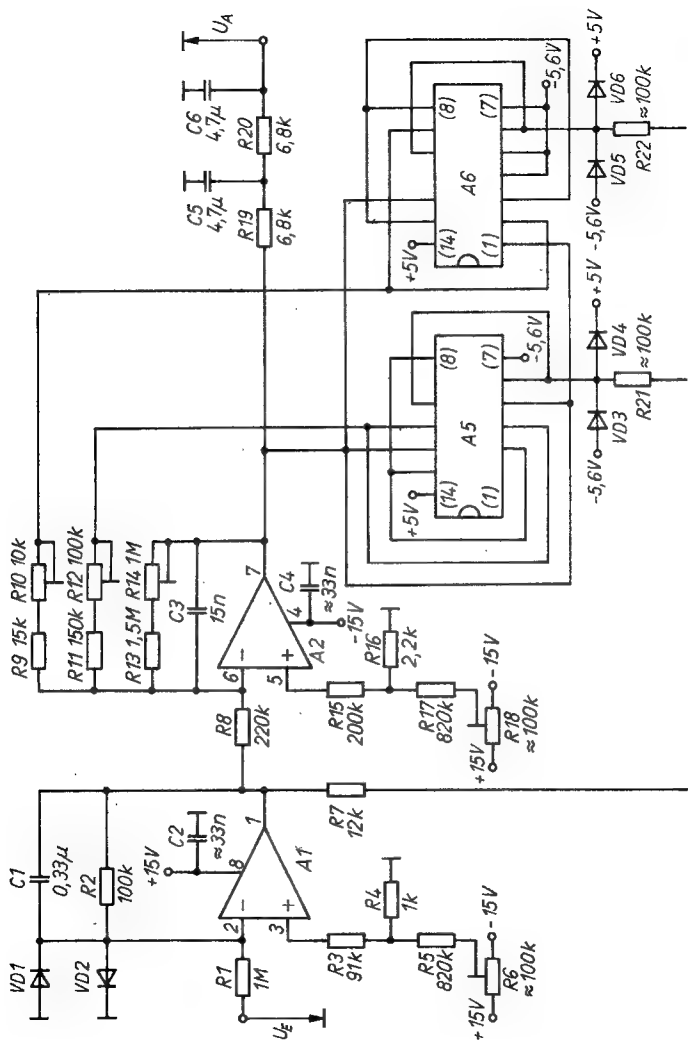 VD1
VD2
C1
0,33µ
R2
100k
R1
1M
U_E
2
3
8
1
A1
+15V
C2
≈33n
R3
91k
R4
1k
R5
820k
+15V
-15V
R6
≈100k
R7
12k
R8
220k
R9 15k
R10 10k
R11 150k
R12 100k
R13 1,5M
R14 1M
C3
15n
6
5
7
4
A2
C4
≈33n
-15V
R15
200k
R16
2,2k
R17
820k
+15V
-15V
R18
≈100k
C5
4,7µ
R19
6,8k
C6
4,7µ
R20
6,8k
U_A
+5V
(14)
(1)
A5
(8)
(7)
-5,6V
-5,6V
VD3
+5V
VD4
R21
≈100k
+5V
(14)
(1)
A6
(8)
(7)
-5,6V
-5,6V
VD5
+5V
VD6
R22
≈100k